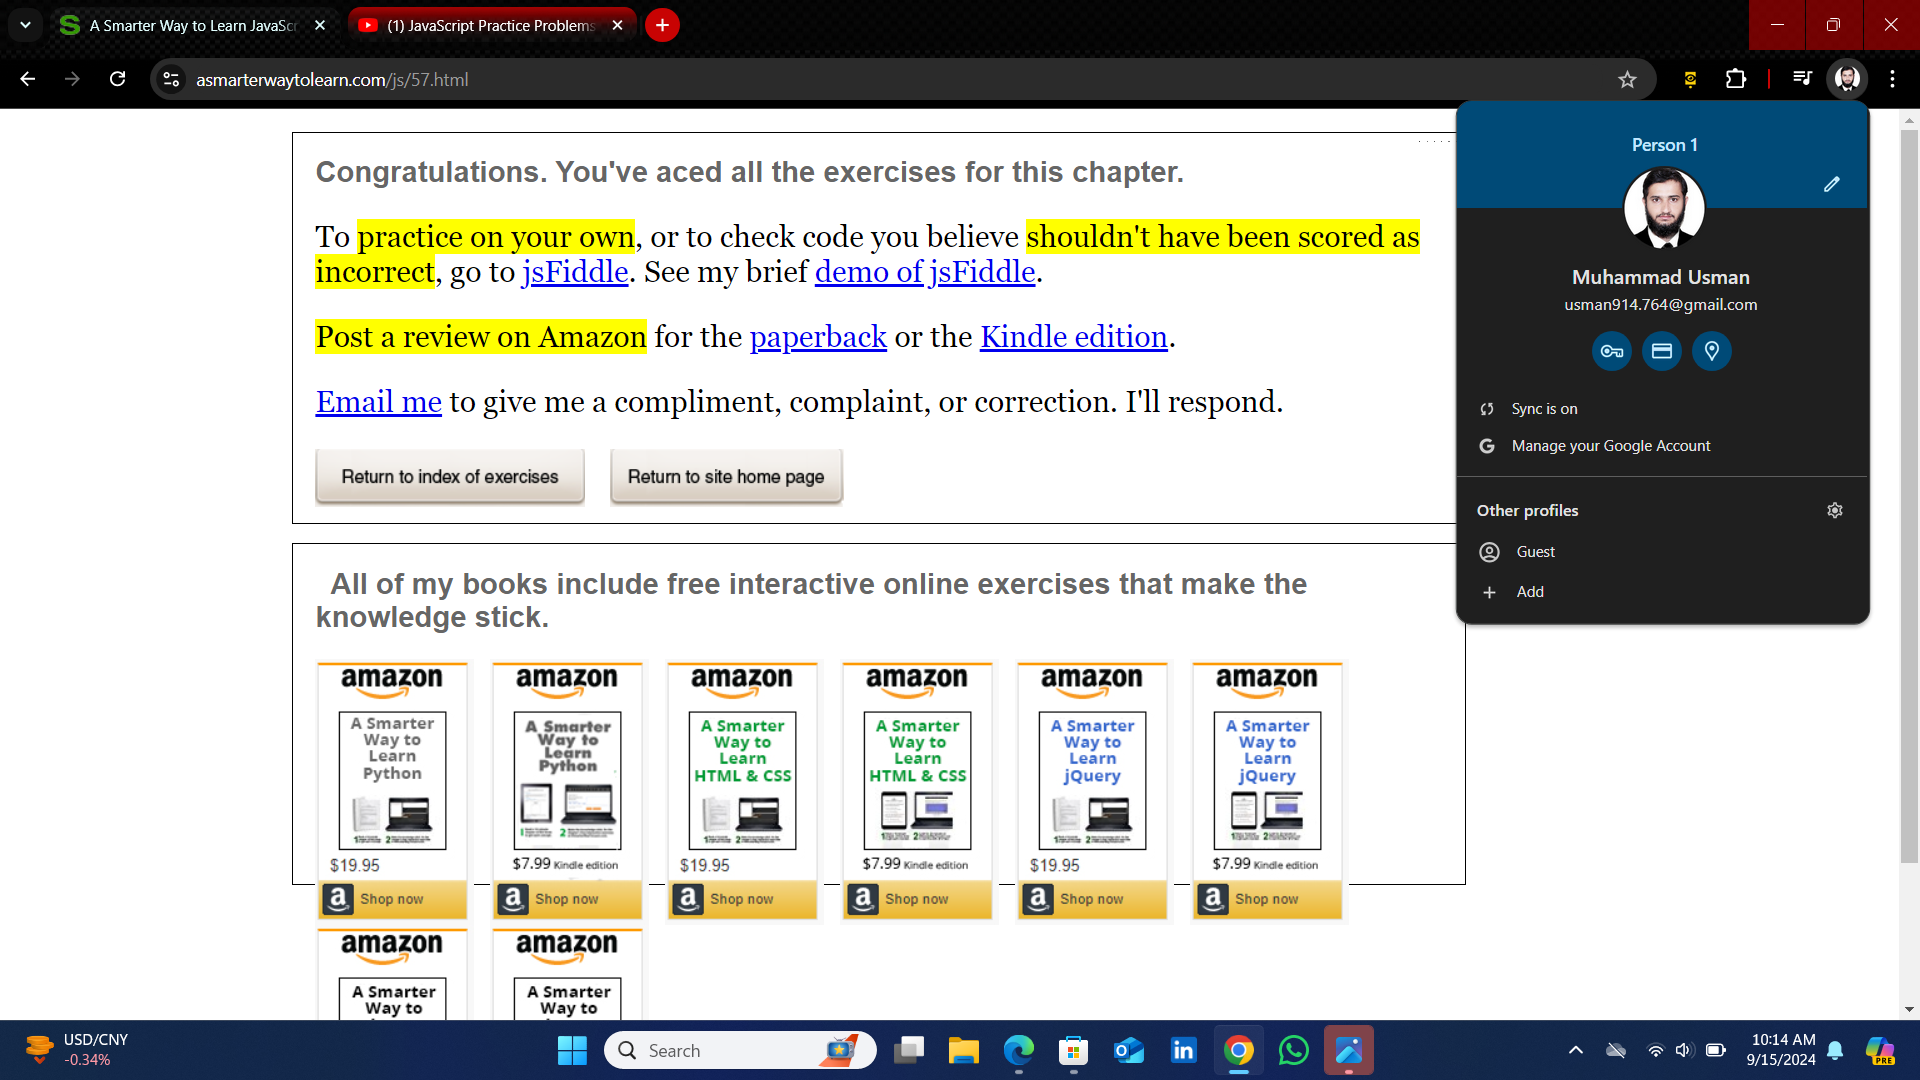 A Smarter Way to Learn JavaScr
(1) JavaScript Practice Problems
asmarterwaytolearn.com/js/57.html
Congratulations. You've aced all the exercises for this chapter.
To practice on your own, or to check code you believe shouldn't have been scored as
incorrect, go to jsFiddle. See my brief demo of jsFiddle.
Post a review on Amazon for the paperback or the Kindle edition.
Email me to give me a compliment, complaint, or correction. I'll respond.
Return to index of exercises Return to site home page
Person 1
Muhammad Usman
usman914.764@gmail.com
Sync is on
Manage your Google Account
Other profiles
Guest
Add
All of my books include free interactive online exercises that make the
knowledge stick.
amazon
A Smarter
Way to
Learn
Python
$19.95
Shop now
amazon
A Smarter
Way to
Learn
Python
$7.99 Kindle edition
Shop now
amazon
A Smarter
Way to
Learn
HTML & CSS
$19.95
Shop now
amazon
A Smarter
Way to
Learn
HTML & CSS
$7.99 Kindle edition
Shop now
amazon
A Smarter
Way to
Learn
jQuery
$19.95
Shop now
amazon
A Smarter
Way to
Learn
jQuery
$7.99 Kindle edition
Shop now
amazon
A Smarter
Way to
amazon
A Smarter
Way to
USD/CNY
-0.34%
Search
10:14 AM
9/15/2024
PRE